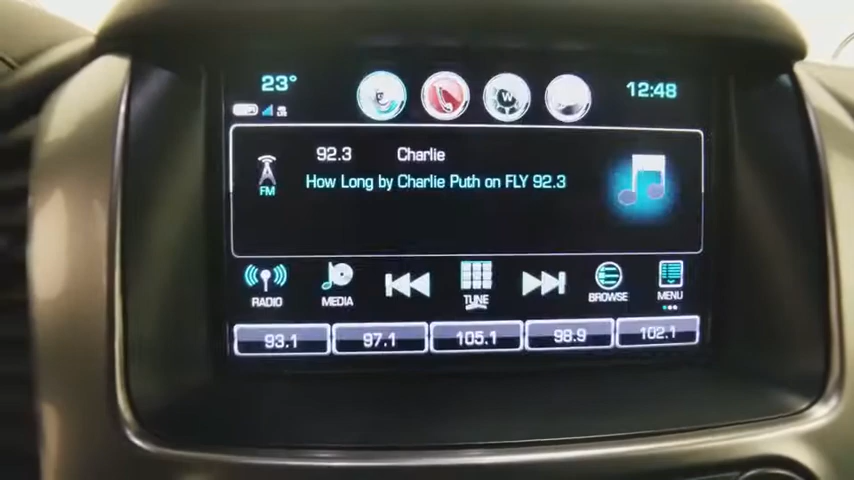 23° 12:48
92.3 Charlie
FM How Long by Charlie Puth on FLY 92.3
RADIO MEDIA TUNE BROWSE MENU
93.1 97.1 105.1 98.9 102.1